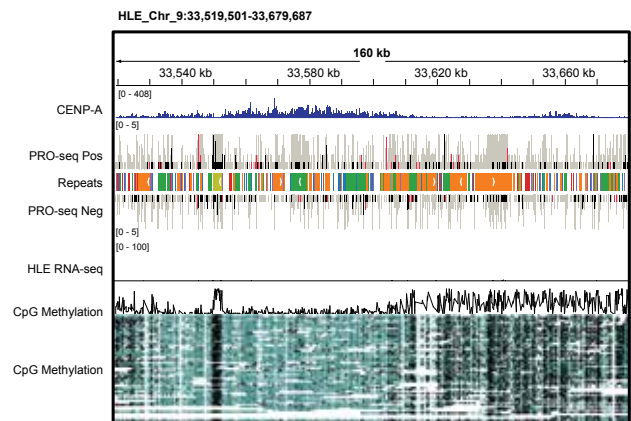 HLE_Chr_9:33,519,501-33,679,687
160 kb
33,540 kb 33,580 kb 33,620 kb 33,660 kb
[0 - 408]
CENP-A
[0 - 5]
PRO-seq Pos
Repeats
PRO-seq Neg
[0 - 5]
[0 - 100]
HLE RNA-seq
CpG Methylation
CpG Methylation